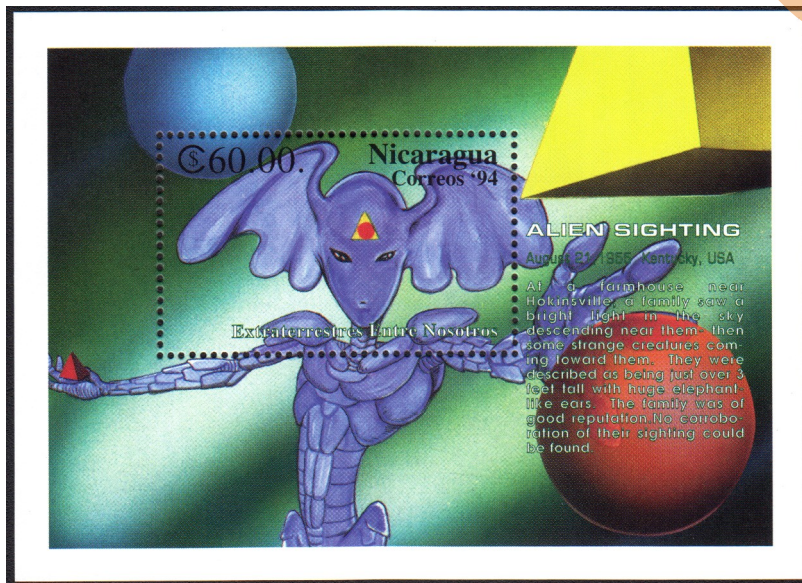 ₡$60.00.
Nicaragua
Correos '94
Extraterrestres Entre Nosotros
ALIEN SIGHTING
August 21, 1955, Kentucky, USA
At a farmhouse near
Hokinsville, a family saw a
bright light in the sky
descending near them- then
some strange creatures com-
ing toward them. They were
described as being just over 3
feet tall with huge elephant-
like ears. The family was of
good reputation.No corrobo-
ration of their sighting could
be found.